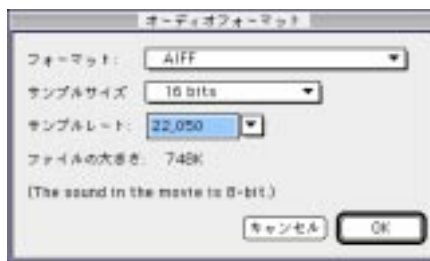 オーディオフォーマット
フォーマット: AIFF
サンプルサイズ 16 bits
サンプルレート: 22,050
ファイルの大きさ: 748K
(The sound in the movie is 8-bit.)
キャンセル OK